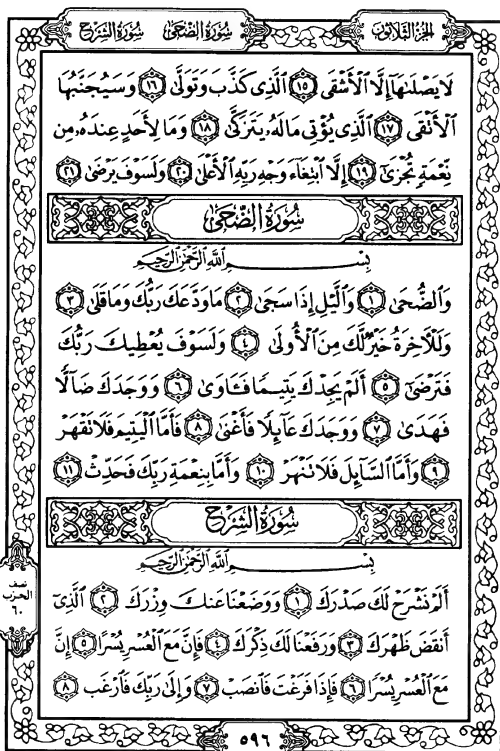 الجزء الثلاثون سورة الضحى سورة الشرح
لَا يَصْلَىٰهَآ إِلَّا ٱلْأَشْقَى ١٥ ٱلَّذِى كَذَّبَ وَتَوَلَّىٰ ١٦ وَسَيُجَنَّبُهَا
ٱلْأَتْقَى ١٧ ٱلَّذِى يُؤْتِى مَالَهُۥ يَتَزَكَّىٰ ١٨ وَمَا لِأَحَدٍ عِندَهُۥ مِن
نِّعْمَةٍ تُجْزَىٰٓ ١٩ إِلَّا ٱبْتِغَآءَ وَجْهِ رَبِّهِ ٱلْأَعْلَىٰ ٢٠ وَلَسَوْفَ يَرْضَىٰ ٢١
سُورَةُ الضُّحَىٰ
بِسْمِ ٱللَّهِ ٱلرَّحْمَٰنِ ٱلرَّحِيمِ
وَٱلضُّحَىٰ ١ وَٱلَّيْلِ إِذَا سَجَىٰ ٢ مَا وَدَّعَكَ رَبُّكَ وَمَا قَلَىٰ ٣
وَلَلْءَاخِرَةُ خَيْرٌ لَّكَ مِنَ ٱلْأُولَىٰ ٤ وَلَسَوْفَ يُعْطِيكَ رَبُّكَ
فَتَرْضَىٰٓ ٥ أَلَمْ يَجِدْكَ يَتِيمًا فَـَٔاوَىٰ ٦ وَوَجَدَكَ ضَآلًّا
فَهَدَىٰ ٧ وَوَجَدَكَ عَآئِلًا فَأَغْنَىٰ ٨ فَأَمَّا ٱلْيَتِيمَ فَلَا تَقْهَرْ
٩ وَأَمَّا ٱلسَّآئِلَ فَلَا تَنْهَرْ ١٠ وَأَمَّا بِنِعْمَةِ رَبِّكَ فَحَدِّثْ ١١
سُورَةُ الشَّرْحِ
بِسْمِ ٱللَّهِ ٱلرَّحْمَٰنِ ٱلرَّحِيمِ
أَلَمْ نَشْرَحْ لَكَ صَدْرَكَ ١ وَوَضَعْنَا عَنكَ وِزْرَكَ ٢ ٱلَّذِىٓ
أَنقَضَ ظَهْرَكَ ٣ وَرَفَعْنَا لَكَ ذِكْرَكَ ٤ فَإِنَّ مَعَ ٱلْعُسْرِ يُسْرًا ٥ إِنَّ
مَعَ ٱلْعُسْرِ يُسْرًا ٦ فَإِذَا فَرَغْتَ فَٱنصَبْ ٧ وَإِلَىٰ رَبِّكَ فَٱرْغَب ٨
نصف
الحزب
٦٠
٥٩٦